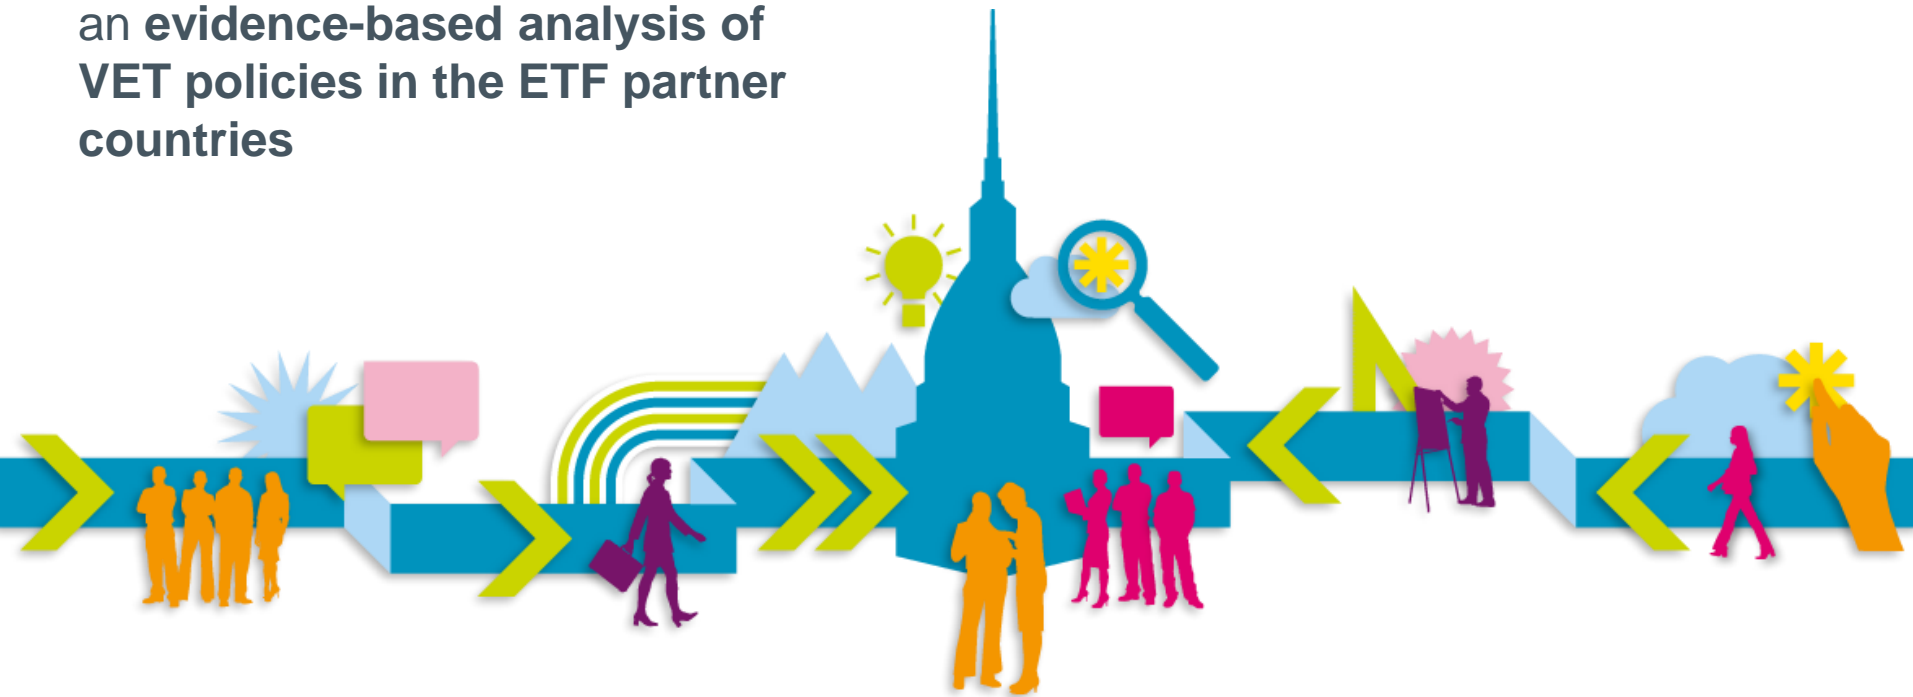 an evidence-based analysis of
VET policies in the ETF partner
countries